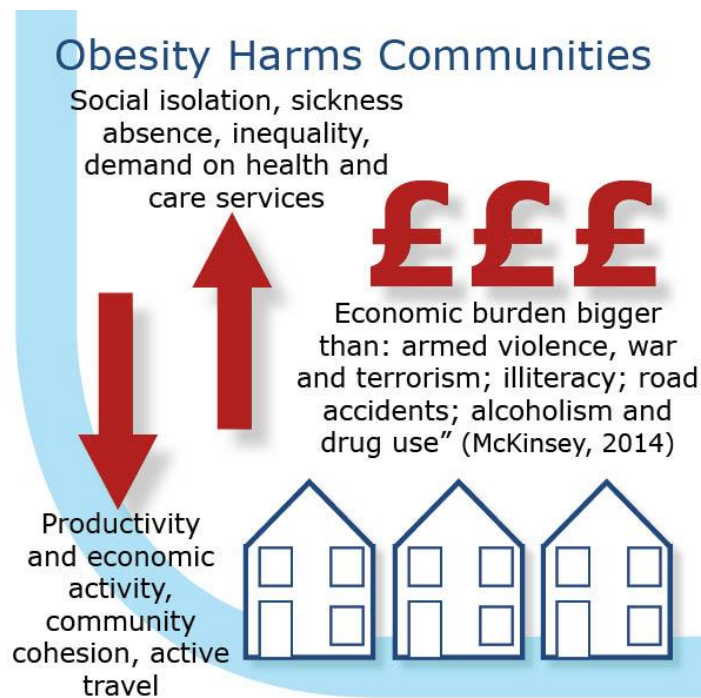 Obesity Harms Communities
Social isolation, sickness
absence, inequality,
demand on health and
care services
£££
Economic burden bigger
than: armed violence, war
and terrorism; illiteracy; road
accidents; alcoholism and
drug use” (McKinsey, 2014)
Productivity
and economic
activity,
community
cohesion, active
travel